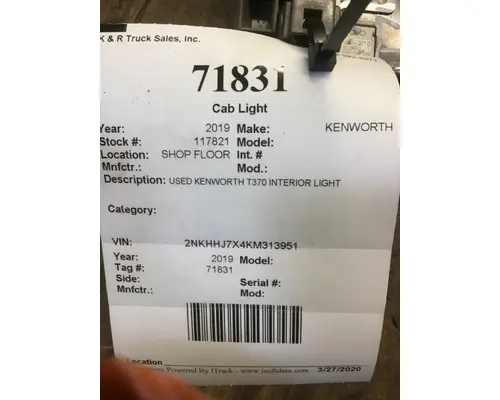 K & R Truck Sales, Inc.
71831
Cab Light
Year: 2019 Make: KENWORTH
Stock #: 117821 Model:
Location: SHOP FLOOR Int. #
Mnfctr.: Mod.:
Description: USED KENWORTH T370 INTERIOR LIGHT
Category:
VIN: 2NKHHJ7X4KM313951
Year: 2019 Model:
Tag #: 71831
Side: Serial #:
Mnfctr.: Mod:
Location
Powered By ITrack - www.isoftdata.com 3/27/2020